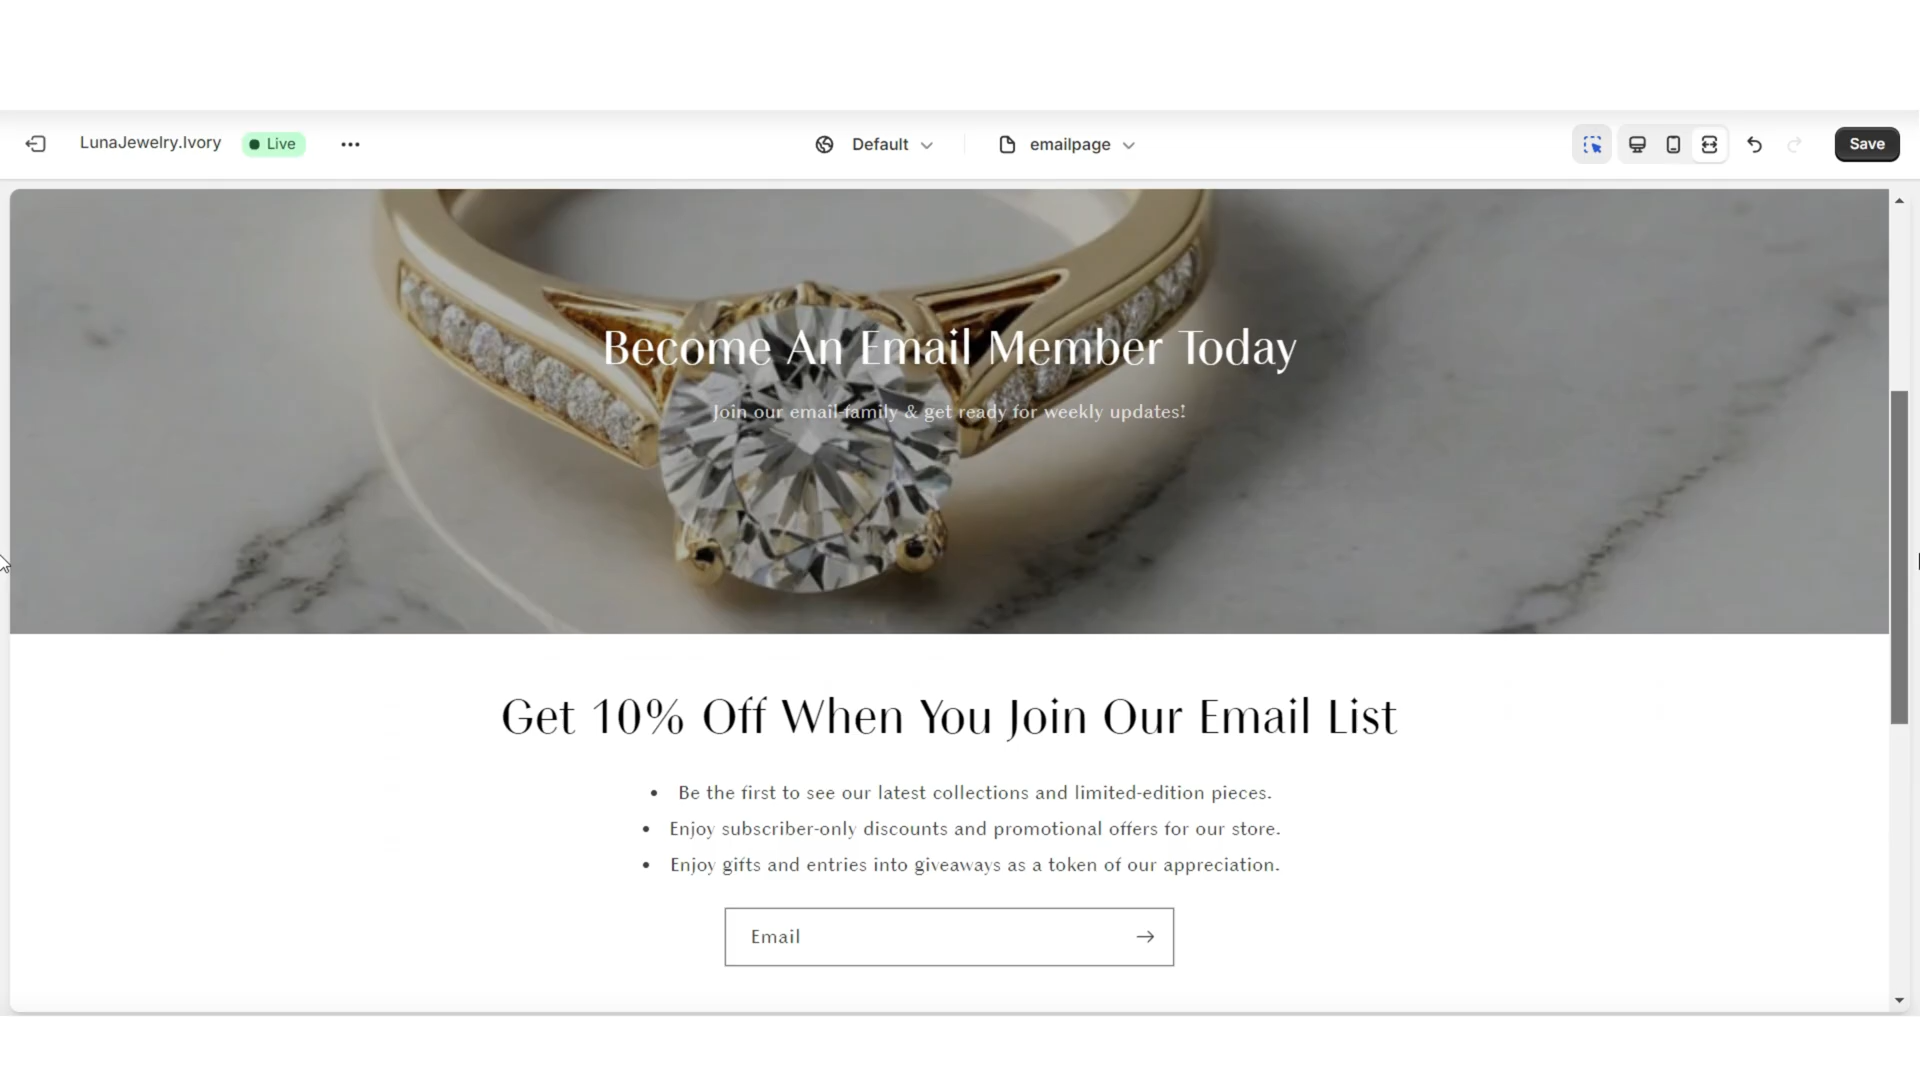 LunaJewelry.Ivory Live Default emailpage Save
Become An Email Member Today
Join our email family & get ready for weekly updates!
Get 10% Off When You Join Our Email List
• Be the first to see our latest collections and limited-edition pieces.
• Enjoy subscriber-only discounts and promotional offers for our store.
• Enjoy gifts and entries into giveaways as a token of our appreciation.
Email